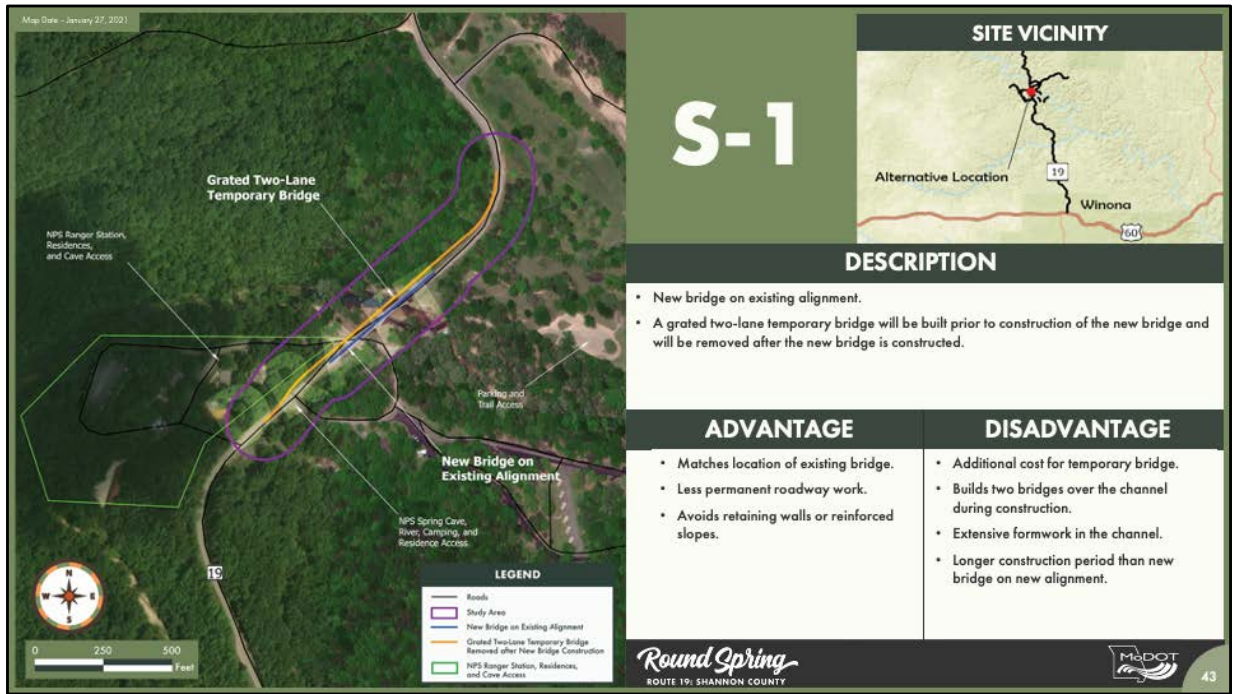 Map Date - January 27, 2021
Grated Two-Lane
Temporary Bridge
NPS Ranger Station,
Residences,
and Cave Access
Parking and
Trail Access
New Bridge on
Existing Alignment
NPS Spring Cave,
River, Camping, and
Residence Access
19
N
W E
S
0 250 500
Feet
LEGEND
Roads
Study Area
New Bridge on Existing Alignment
Grated Two-Lane Temporary Bridge
Removed after New Bridge Construction
NPS Ranger Station, Residences,
and Cave Access
S-1
SITE VICINITY
Alternative Location
19
Winona
60
DESCRIPTION
• New bridge on existing alignment.
• A grated two-lane temporary bridge will be built prior to construction of the new bridge and
will be removed after the new bridge is constructed.
ADVANTAGE
• Matches location of existing bridge.
• Less permanent roadway work.
• Avoids retaining walls or reinforced
slopes.
DISADVANTAGE
• Additional cost for temporary bridge.
• Builds two bridges over the channel
during construction.
• Extensive formwork in the channel.
• Longer construction period than new
bridge on new alignment.
Round Spring
ROUTE 19: SHANNON COUNTY
MoDOT
43